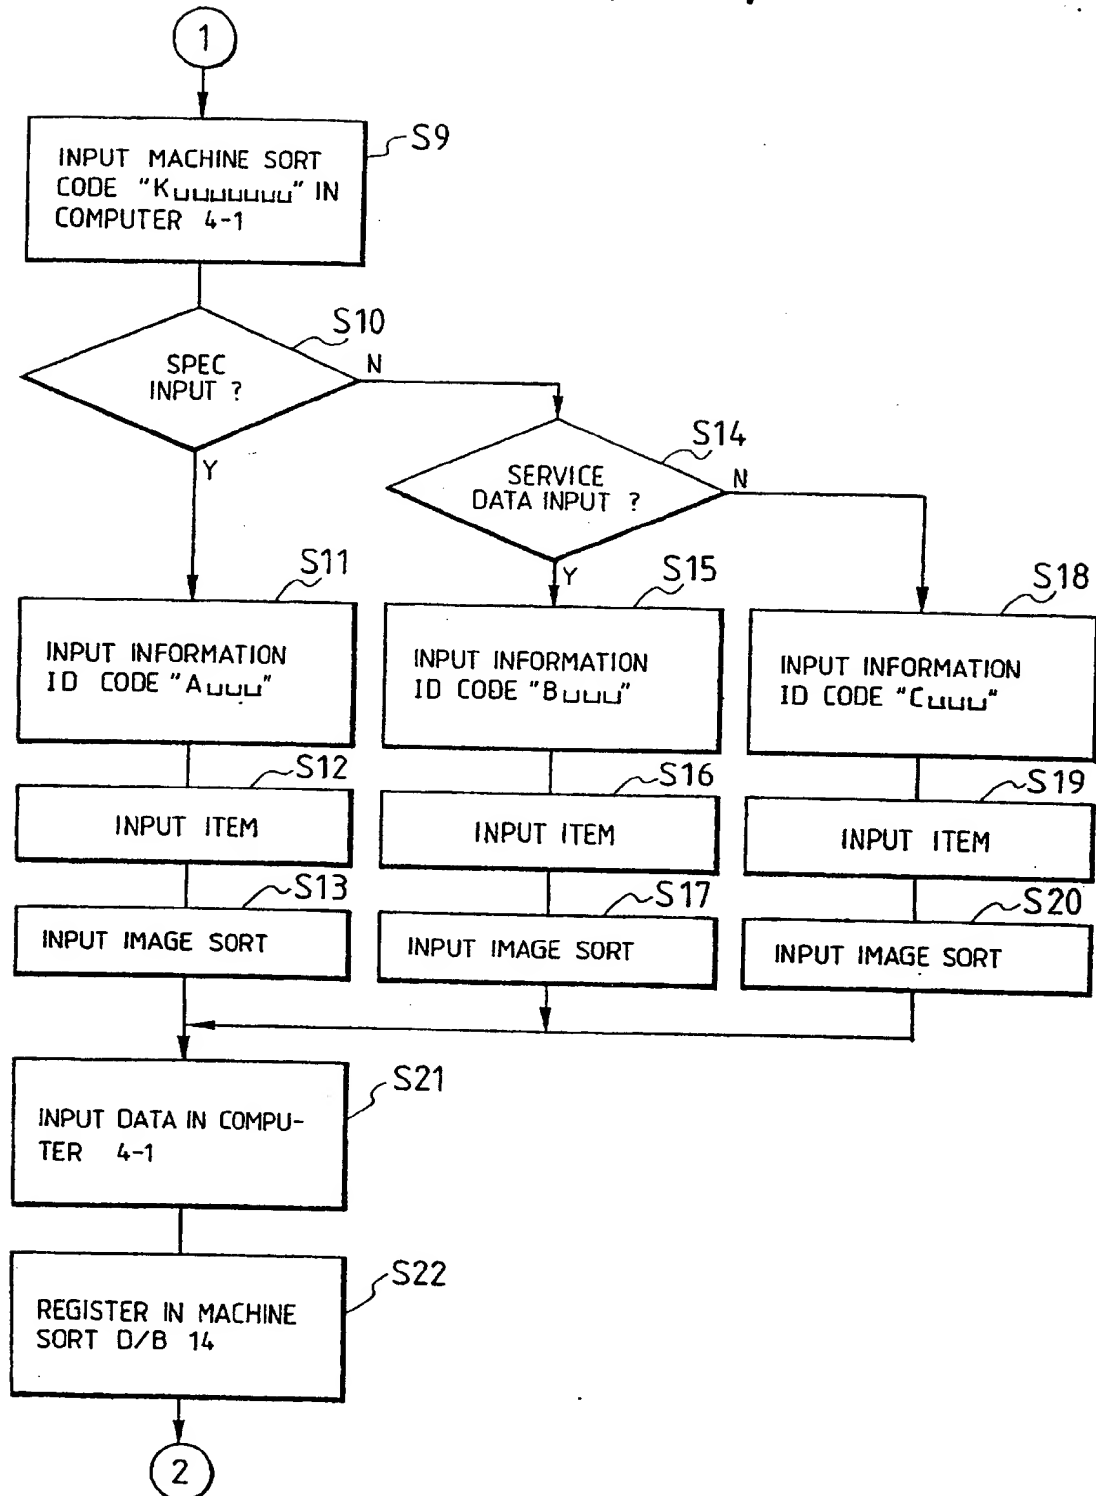 1
S9
INPUT MACHINE SORT
CODE "K␣␣␣␣␣␣␣" IN
COMPUTER 4-1
S10
SPEC
INPUT ?
N
Y
S14
SERVICE
DATA INPUT ?
N
Y
S11
INPUT INFORMATION
ID CODE "A␣␣␣"
S15
INPUT INFORMATION
ID CODE "B␣␣␣"
S18
INPUT INFORMATION
ID CODE "C␣␣␣"
S12
INPUT ITEM
S16
INPUT ITEM
S19
INPUT ITEM
S13
INPUT IMAGE SORT
S17
INPUT IMAGE SORT
S20
INPUT IMAGE SORT
S21
INPUT DATA IN COMPU-
TER 4-1
S22
REGISTER IN MACHINE
SORT D/B 14
2